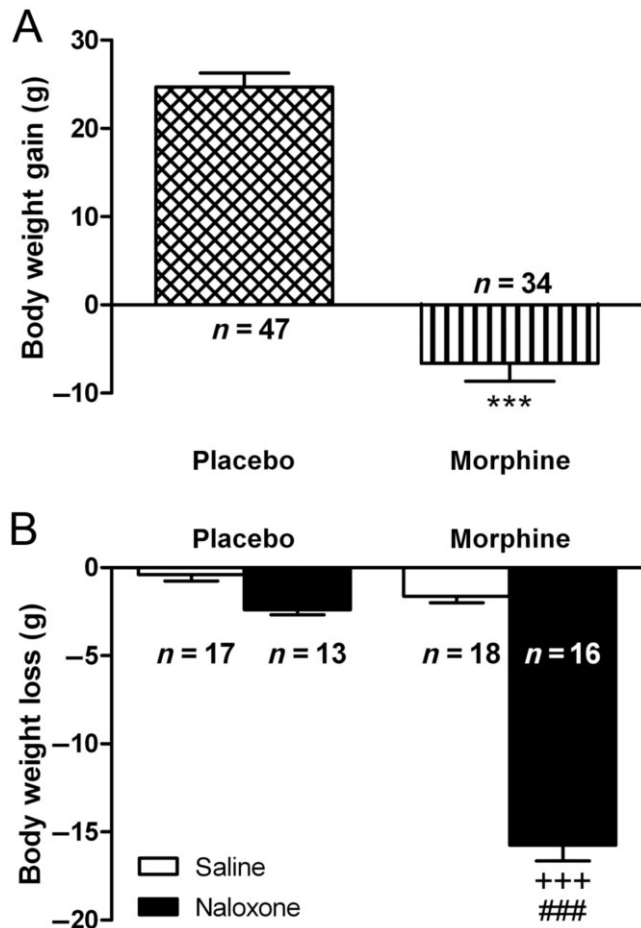 A
Body weight gain (g)
30
20
10
0
–10
n = 47
n = 34
***
Placebo Morphine
B
Placebo Morphine
Body weight loss (g)
0
–5
–10
–15
–20
n = 17 n = 13 n = 18 n = 16
Saline
Naloxone
+++
###